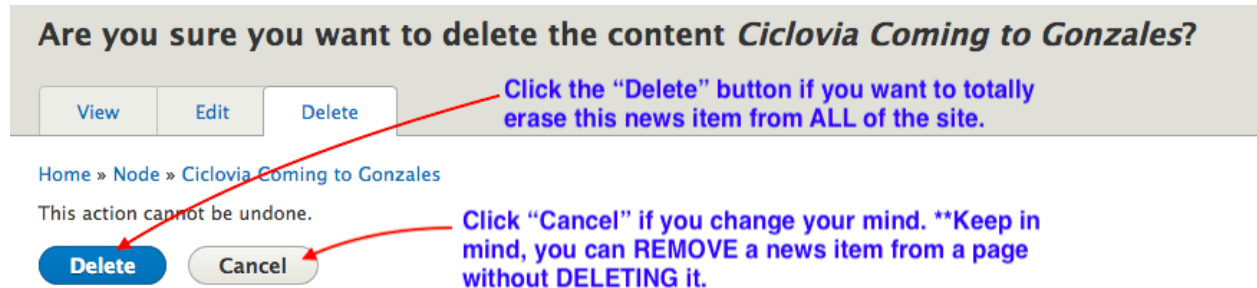 Are you sure you want to delete the content Ciclovia Coming to Gonzales?
View Edit Delete
Click the “Delete” button if you want to totally
erase this news item from ALL of the site.
Home » Node » Ciclovia Coming to Gonzales
This action cannot be undone.
Click “Cancel” if you change your mind. **Keep in
mind, you can REMOVE a news item from a page
without DELETING it.
Delete Cancel